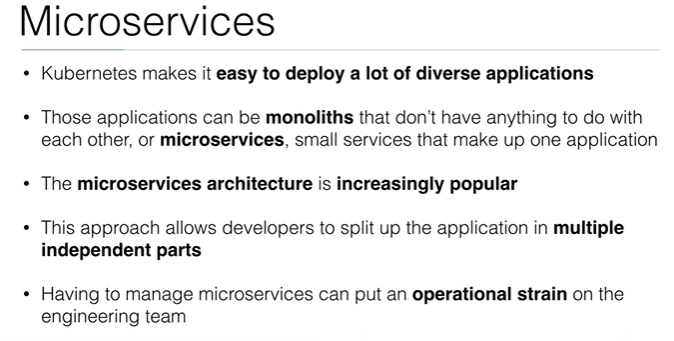 Microservices
• Kubernetes makes it easy to deploy a lot of diverse applications
• Those applications can be monoliths that don't have anything to do with
each other, or microservices, small services that make up one application
• The microservices architecture is increasingly popular
• This approach allows developers to split up the application in multiple
independent parts
• Having to manage microservices can put an operational strain on the
engineering team